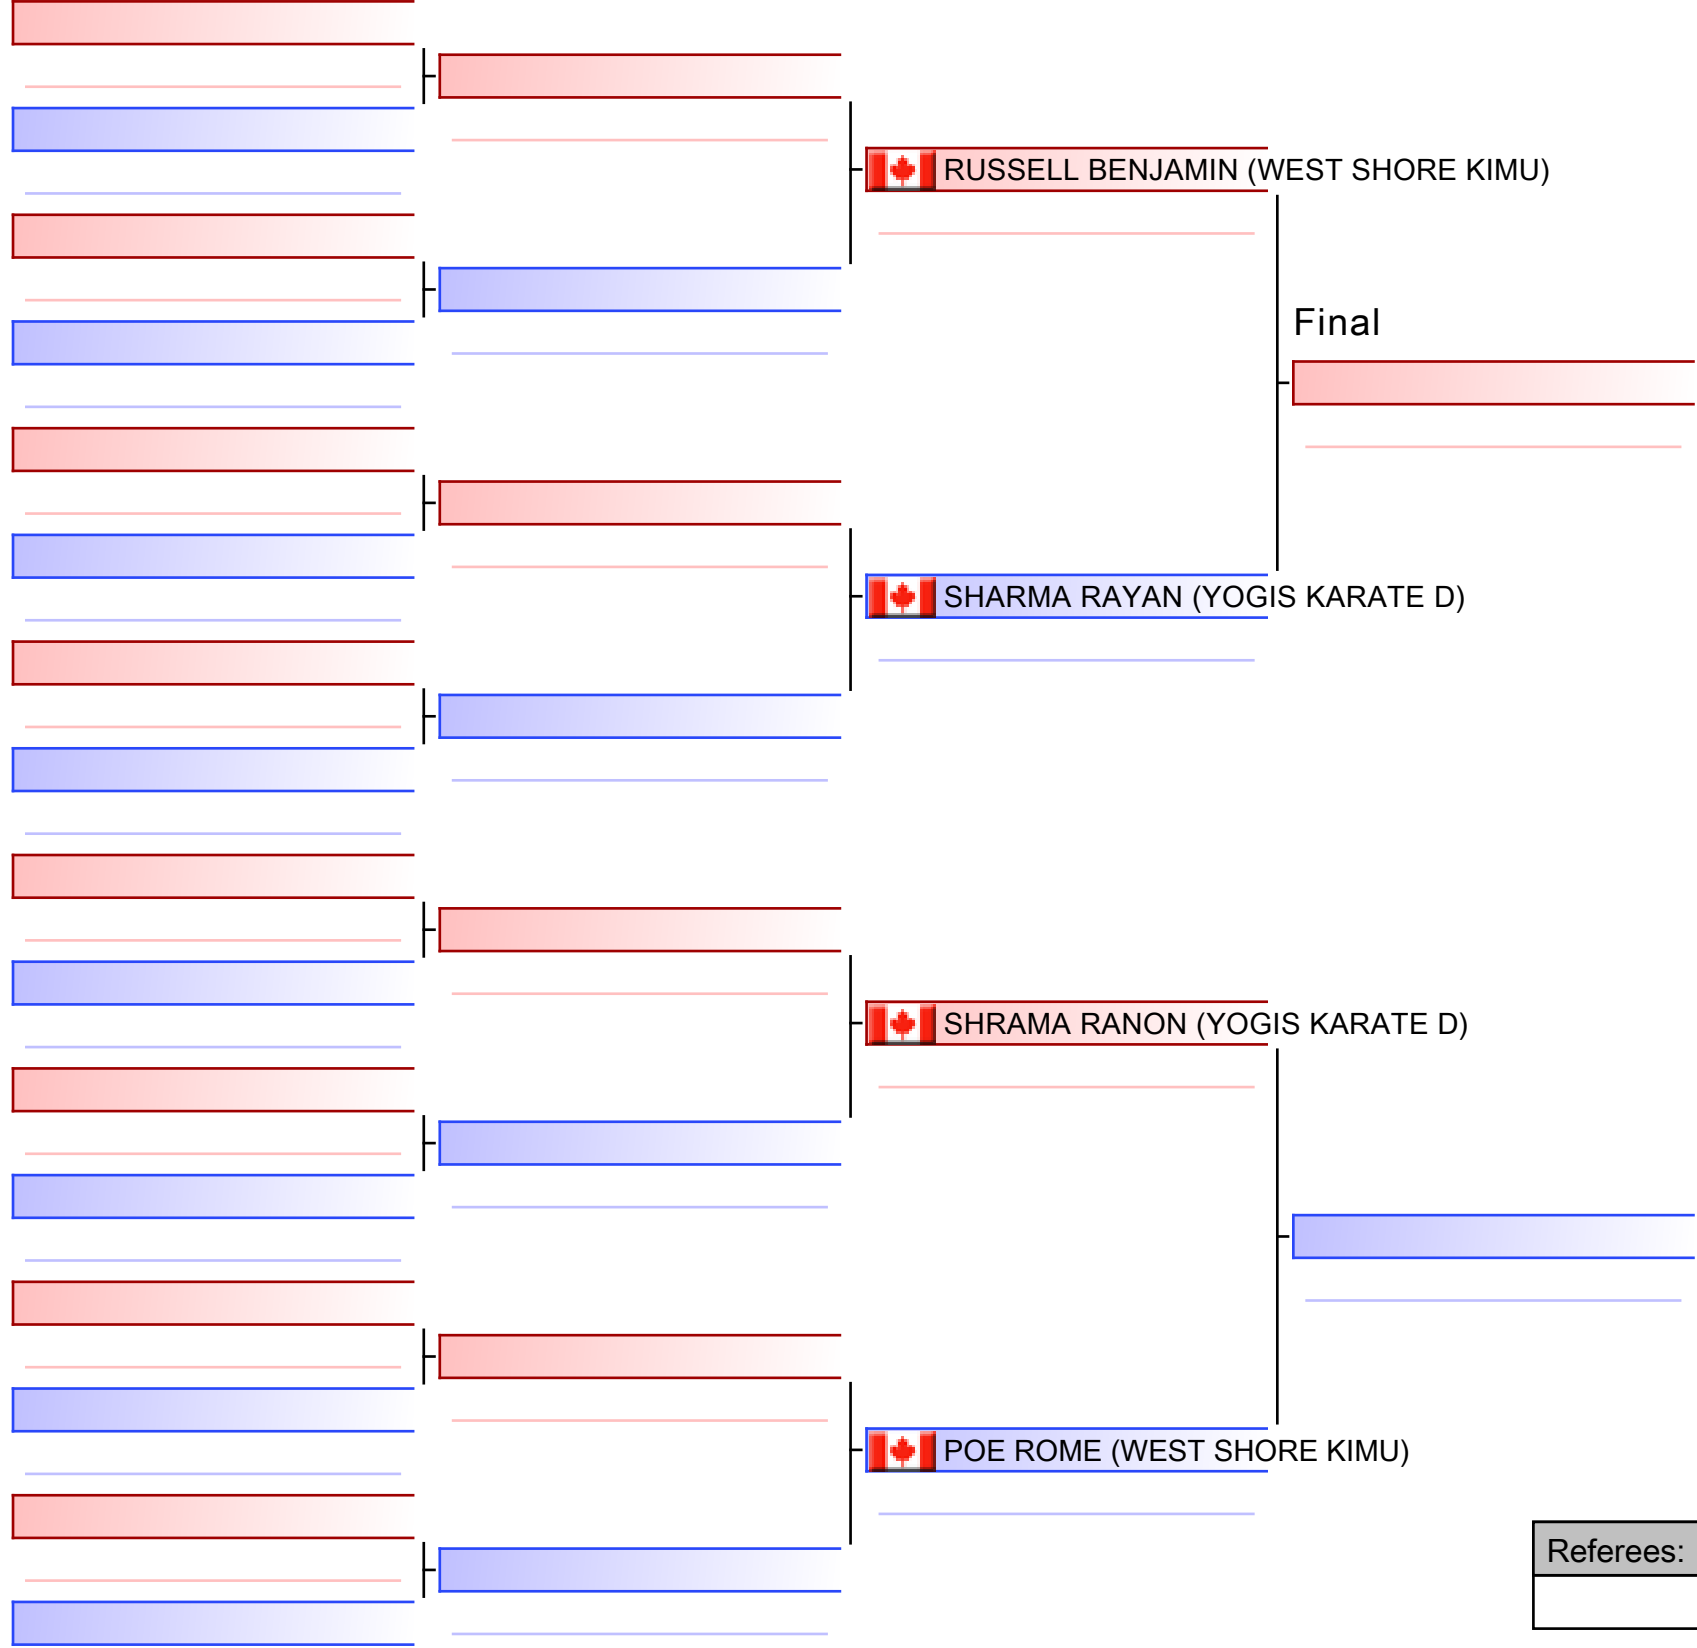 RUSSELL BENJAMIN (WEST SHORE KIMU)
Final
SHARMA RAYAN (YOGIS KARATE D)
SHRAMA RANON (YOGIS KARATE D)
POE ROME (WEST SHORE KIMU)
Referees: